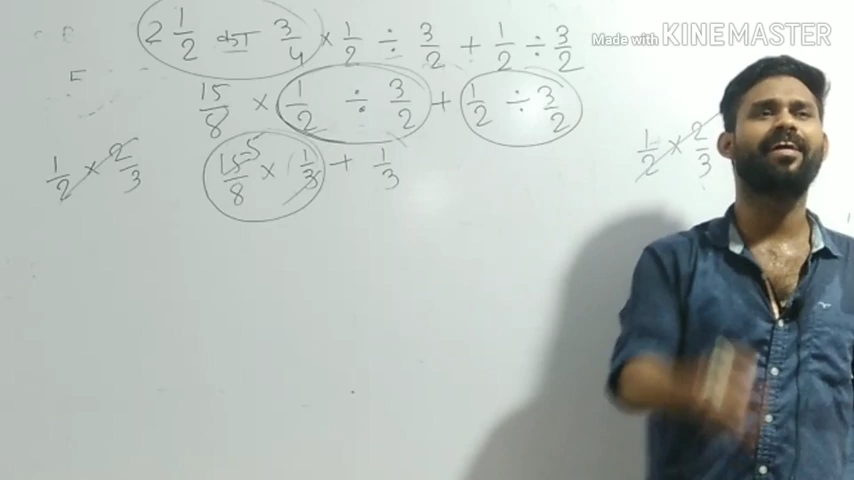 2 1/2 का 3/4 × 1/2 ÷ 3/2 + 1/2 ÷ 3/2
Made with KINEMASTER
15/8 × 1/2 ÷ 3/2 + 1/2 ÷ 3/2
1/2 × 2/3
15/8 × 1/3 + 1/3
5
1/2 × 2/3